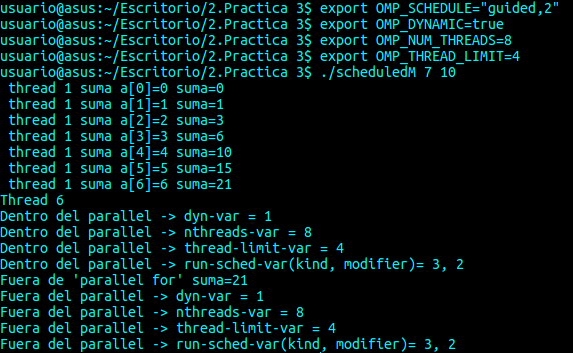 usuario@asus:~/Escritorio/2.Practica 3$ export OMP_SCHEDULE="guided,2"
usuario@asus:~/Escritorio/2.Practica 3$ export OMP_DYNAMIC=true
usuario@asus:~/Escritorio/2.Practica 3$ export OMP_NUM_THREADS=8
usuario@asus:~/Escritorio/2.Practica 3$ export OMP_THREAD_LIMIT=4
usuario@asus:~/Escritorio/2.Practica 3$ ./scheduledM 7 10
 thread 1 suma a[0]=0 suma=0
 thread 1 suma a[1]=1 suma=1
 thread 1 suma a[2]=2 suma=3
 thread 1 suma a[3]=3 suma=6
 thread 1 suma a[4]=4 suma=10
 thread 1 suma a[5]=5 suma=15
 thread 1 suma a[6]=6 suma=21
Thread 6
Dentro del parallel -> dyn-var = 1
Dentro del parallel -> nthreads-var = 8
Dentro del parallel -> thread-limit-var = 4
Dentro del parallel -> run-sched-var(kind, modifier)= 3, 2
Fuera de 'parallel for' suma=21
Fuera del parallel -> dyn-var = 1
Fuera del parallel -> nthreads-var = 8
Fuera del parallel -> thread-limit-var = 4
Fuera del parallel -> run-sched-var(kind, modifier)= 3, 2